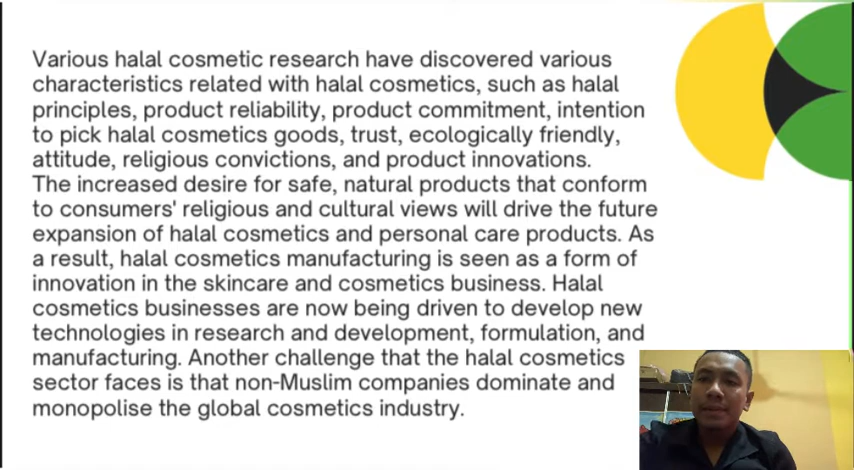 Various halal cosmetic research have discovered various
characteristics related with halal cosmetics, such as halal
principles, product reliability, product commitment, intention
to pick halal cosmetics goods, trust, ecologically friendly,
attitude, religious convictions, and product innovations.
The increased desire for safe, natural products that conform
to consumers' religious and cultural views will drive the future
expansion of halal cosmetics and personal care products. As
a result, halal cosmetics manufacturing is seen as a form of
innovation in the skincare and cosmetics business. Halal
cosmetics businesses are now being driven to develop new
technologies in research and development, formulation, and
manufacturing. Another challenge that the halal cosmetics
sector faces is that non-Muslim companies dominate and
monopolise the global cosmetics industry.